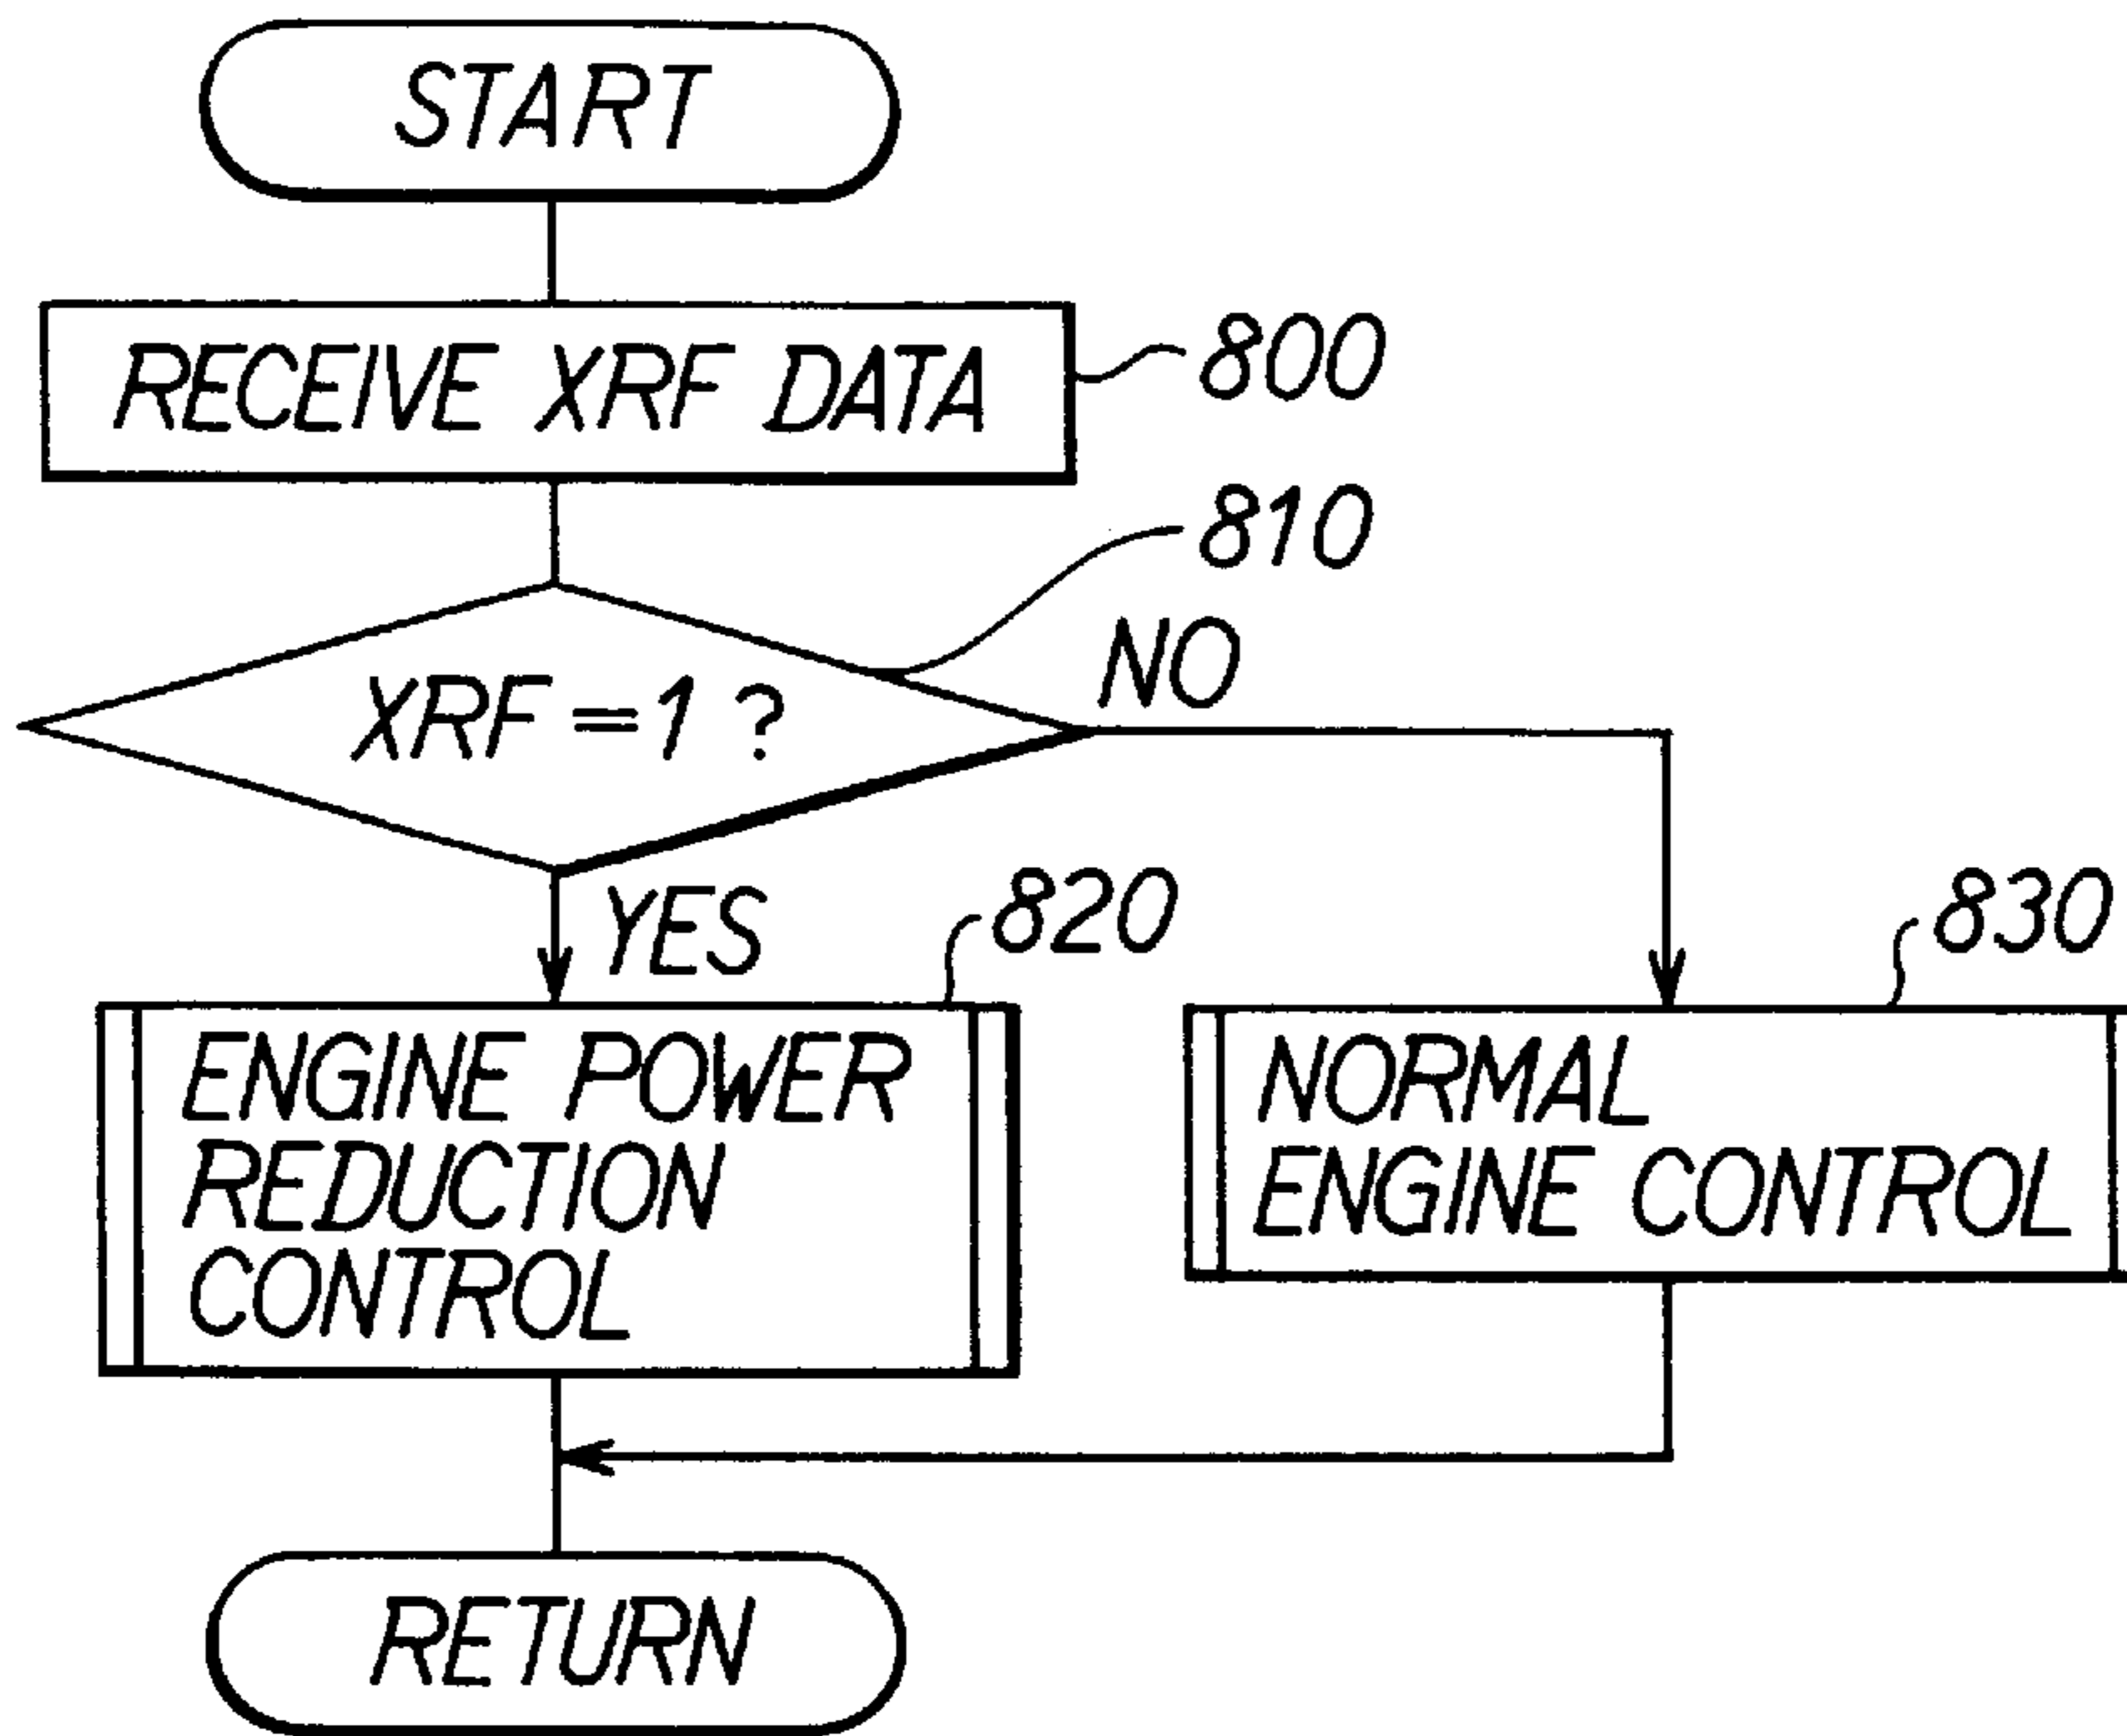 START
RECEIVE XRF DATA
800
810
XRF=1?
NO
YES
820
830
ENGINE POWER
REDUCTION
CONTROL
NORMAL
ENGINE CONTROL
RETURN